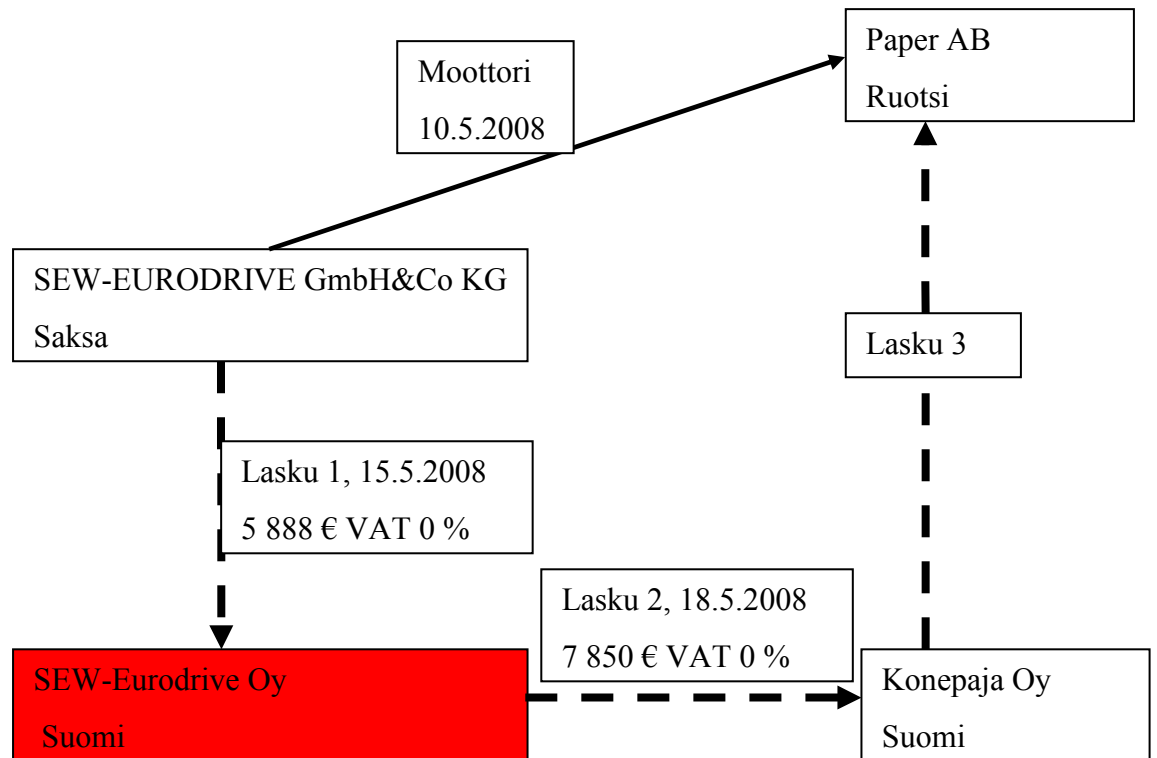 Paper AB
Ruotsi
Moottori
10.5.2008
SEW-EURODRIVE GmbH&Co KG
Saksa
Lasku 3
Lasku 1, 15.5.2008
5 888 € VAT 0 %
Lasku 2, 18.5.2008
7 850 € VAT 0 %
SEW-Eurodrive Oy
Suomi
Konepaja Oy
Suomi